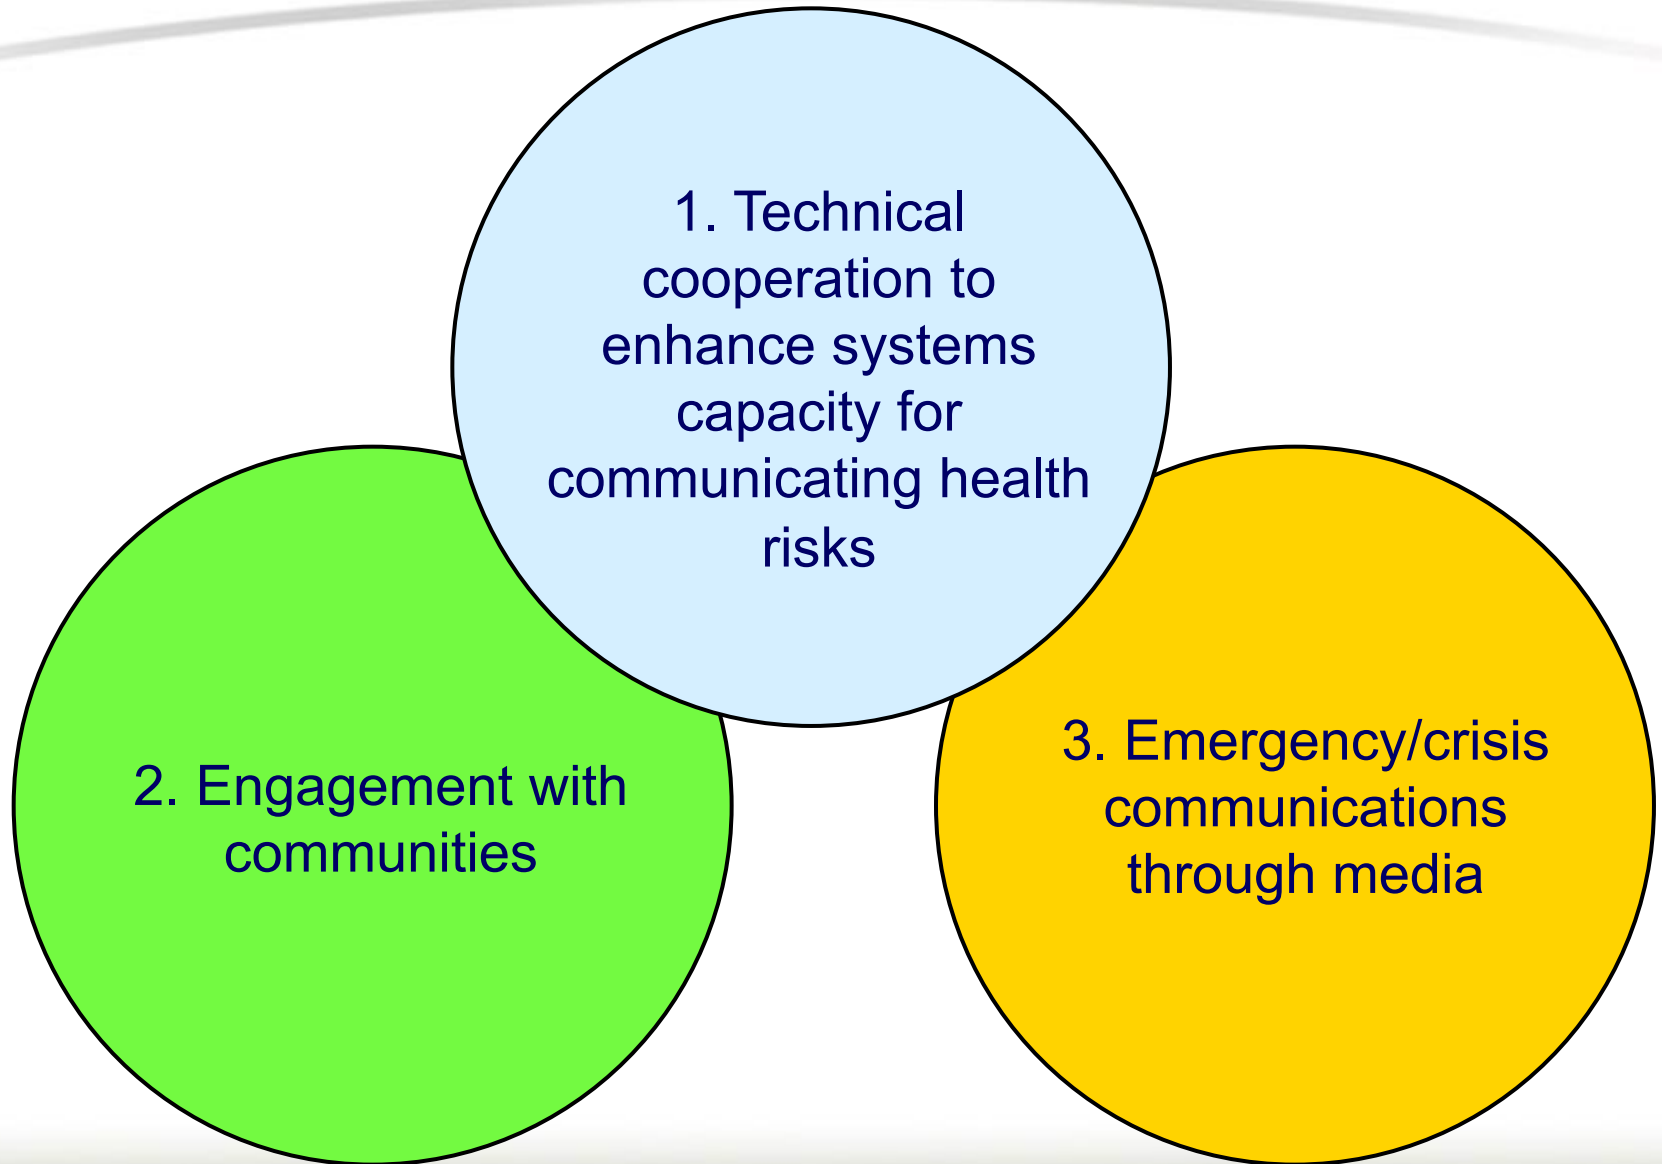 1. Technical
cooperation to
enhance systems
capacity for
communicating health
risks
2. Engagement with
communities
3. Emergency/crisis
communications
through media